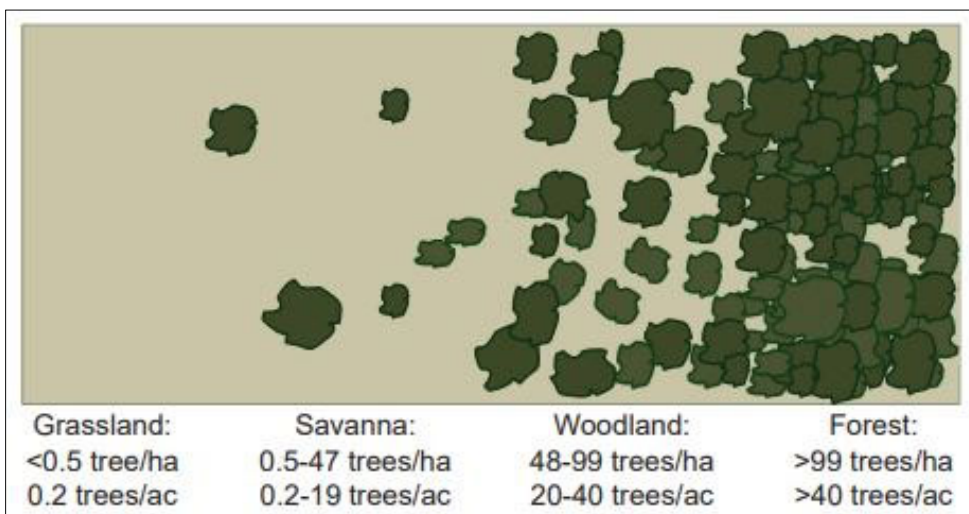 Grassland: Savanna: Woodland: Forest:
<0.5 tree/ha 0.5-47 trees/ha 48-99 trees/ha >99 trees/ha
0.2 trees/ac 0.2-19 trees/ac 20-40 trees/ac >40 trees/ac